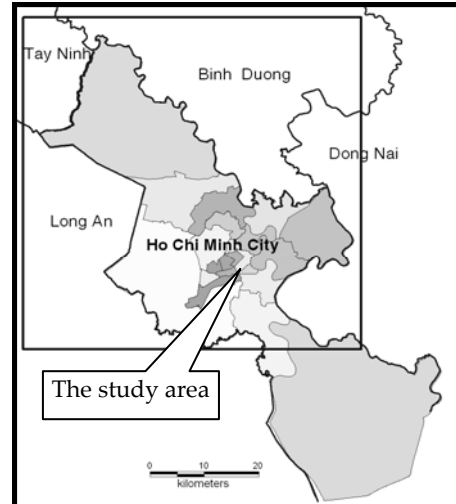 Tay Ninh
Binh Duong
Dong Nai
Long An
Ho Chi Minh City
The study area
0 10 20
kilometers